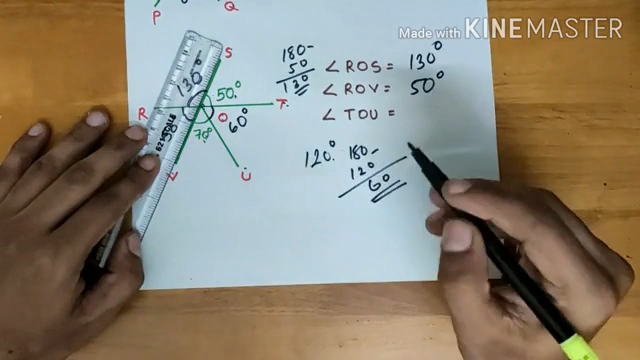 Made with KINEMASTER
P
Q
S
R
T
O
V
U
130°
50°
50°
60°
70°
180-
50
130
∠ ROS = 130°
∠ ROV = 50°
∠ TOU =
120°
180-
120
60